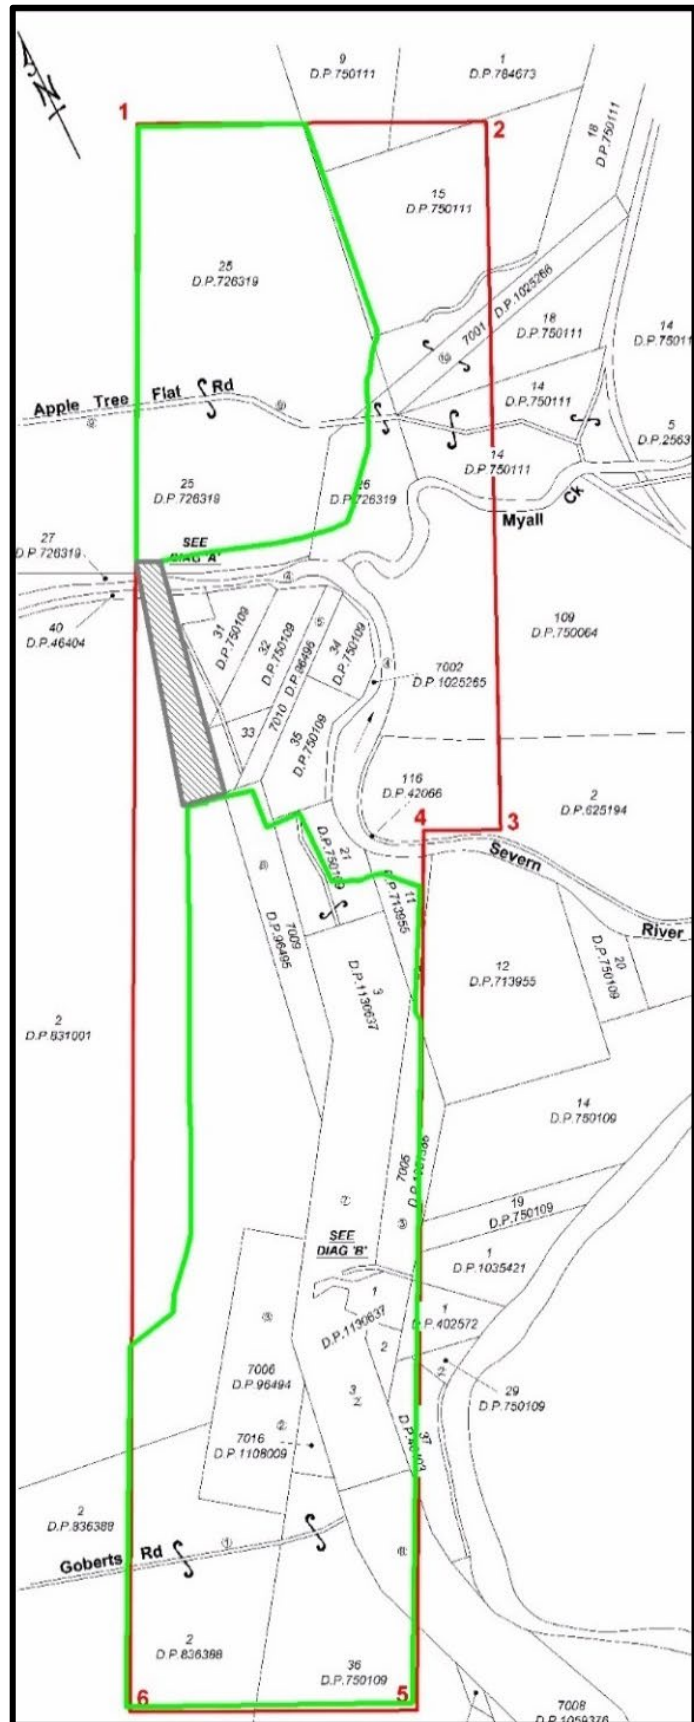 N
9
D.P.750111
1
D.P.784673
1
2
18
D.P.750111
15
D.P.750111
25
D.P.726319
7001 D.P.1025266
18
D.P.750111
14
D.P.75011
Apple Tree Flat Rd
14
D.P.750111
5
D.P.2563
14
D.P.750111
25
D.P.726319
26
D.P.726319
Myall Ck
SEE
DIAG 'A'
27
D.P.726319
40
D.P.46404
31
D.P.750109
32
D.P.750109
D.P.96495
34
D.P.750109
109
D.P.750064
7002
D.P.1025265
33
7010
35
D.P.750109
116
D.P.42066
2
D.P.625194
4
3
Severn River
21
D.P.750109
11
D.P.713955
7009
D.P.96495
12
D.P.713955
20
D.P.750109
3
D.P.1130637
2
D.P.831001
14
D.P.750109
7005
19
D.P.750109
SEE
DIAG 'B'
1
D.P.1035421
1
D.P.1130637
1
D.P.402572
2
7006
D.P.96494
29
D.P.750109
7016
D.P.1108009
37
2
D.P.836388
Goberts Rd
2
D.P.836388
36
D.P.750109
6
5
7008
D.P.1059376